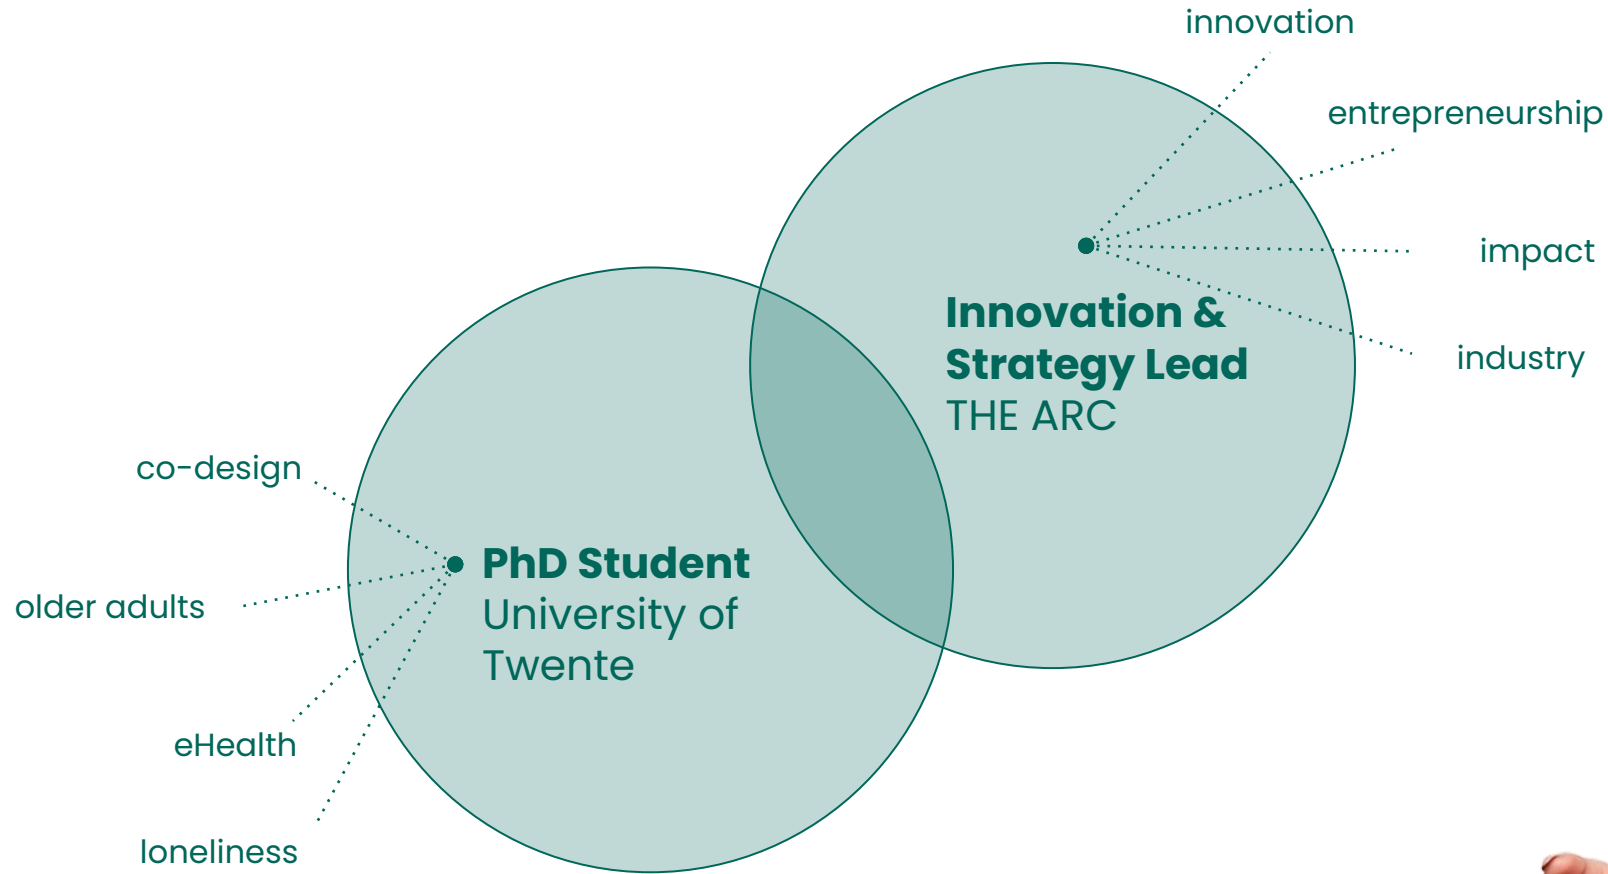 innovation
entrepreneurship
impact
industry
Innovation &
Strategy Lead
THE ARC
co-design
older adults
eHealth
loneliness
PhD Student
University of
Twente